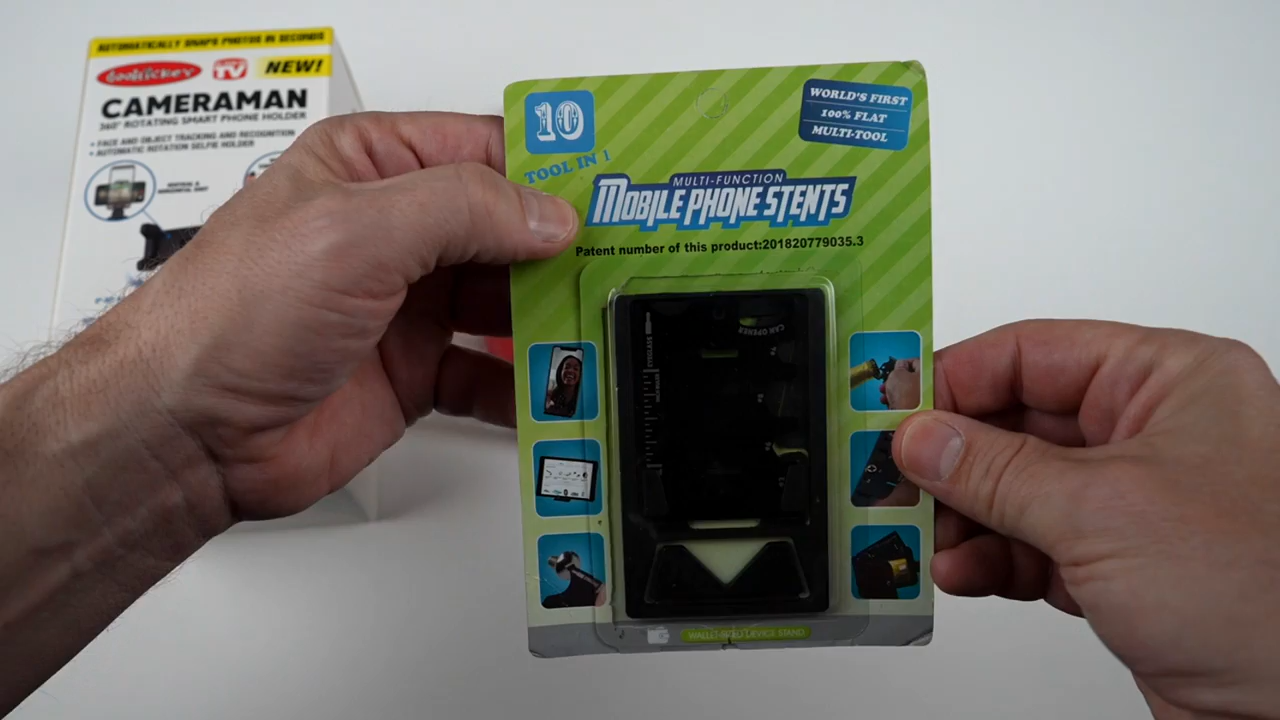 AUTOMATICALLY SNAPS PHOTOS IN SECONDS
TV
NEW!
CAMERAMAN
360° ROTATING SMART PHONE HOLDER
• FACE AND OBJECT TRACKING AND RECOGNITION
• AUTOMATIC ROTATION SELFIE HOLDER
VERTICAL &
10
TOOL IN 1
WORLD'S FIRST
100% FLAT
MULTI-TOOL
MULTI-FUNCTION
MOBILE PHONE STENTS
Patent number of this product:201820779035.3
CAN OPENER
EYEGLASS
WALLET-SIZED DEVICE STAND